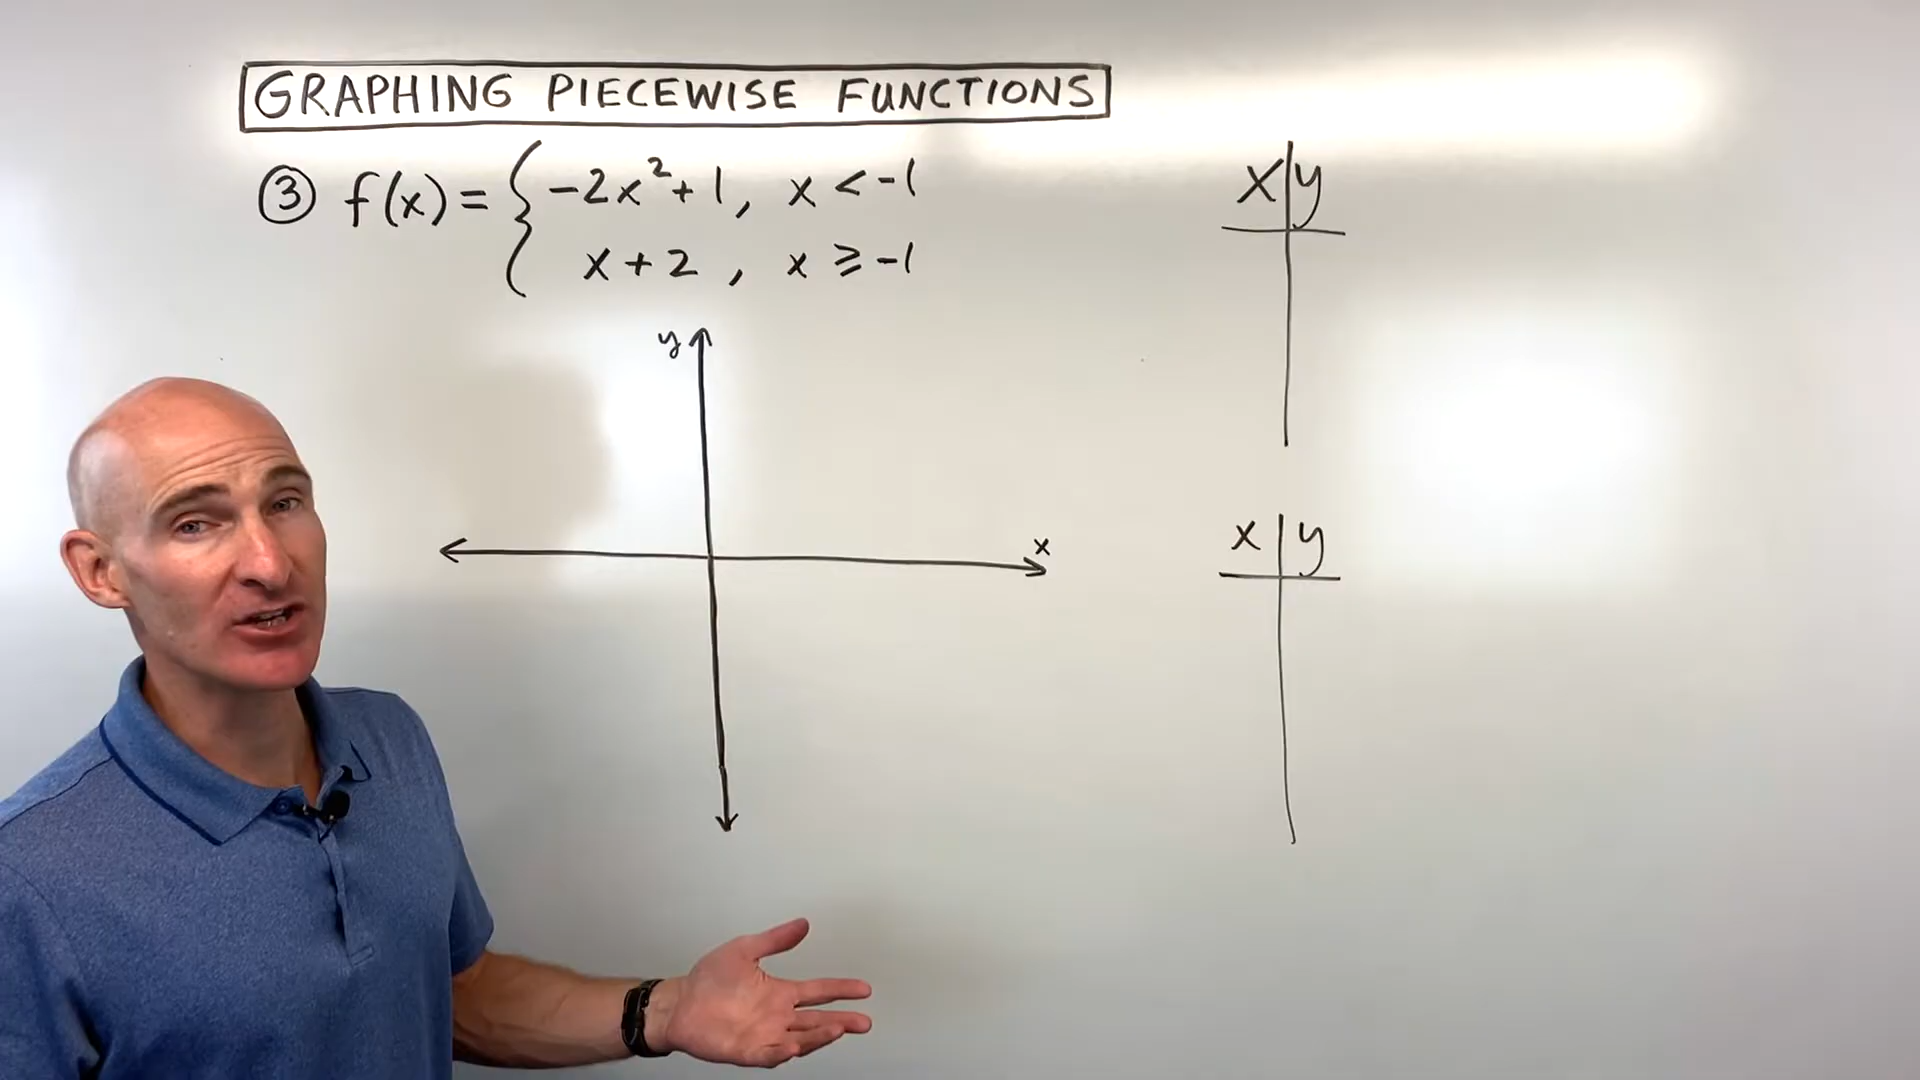 GRAPHING PIECEWISE FUNCTIONS
③ f(x) = { -2x²+1, x < -1
x+2, x ≥ -1
x|y
y
x
x|y